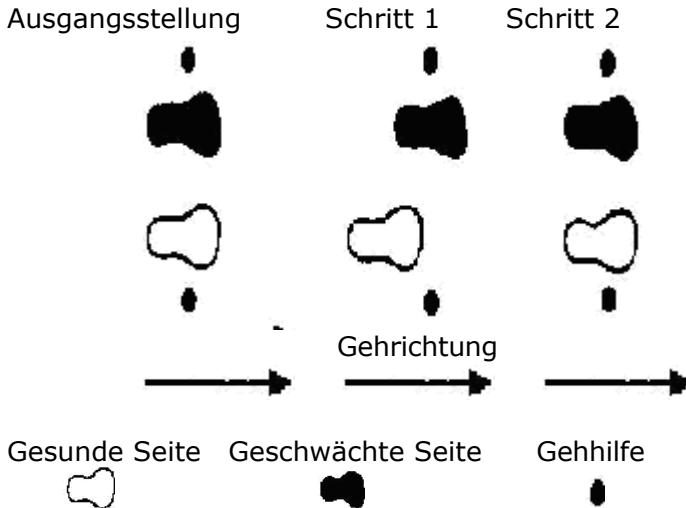 Ausgangsstellung Schritt 1 Schritt 2
Gehrichtung
Gesunde Seite Geschwächte Seite Gehhilfe